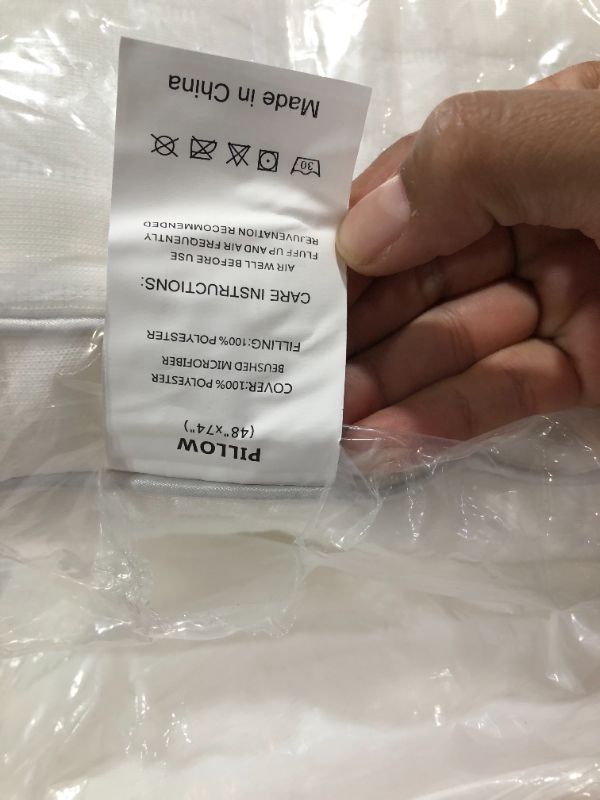 PILLOW
(48"x74")
COVER:100% POLYESTER
BEUSHED MICROFIBER
FILLING:100% POLYESTER
CARE INSTRUCTIONS:
AIR WELL BEFORE USE
FLUFF UP AND AIR FREQUENTLY
REJUVENATION RECOMMENDED
30
Made in China